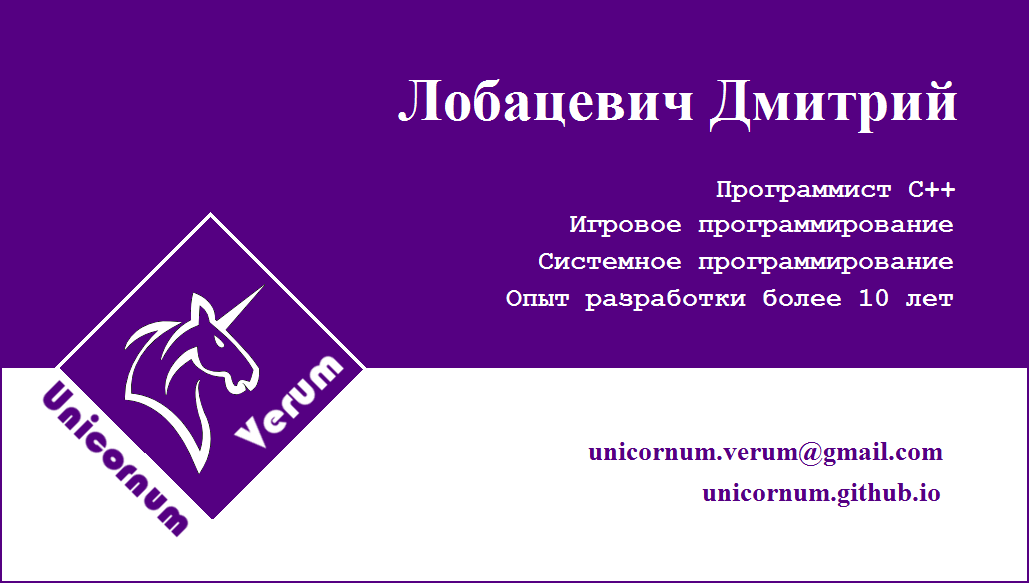 Лобацевич Дмитрий
Программист C++
Игровое программирование
Системное программирование
Опыт разработки более 10 лет
Unicornum
Verum
unicornum.verum@gmail.com
unicornum.github.io